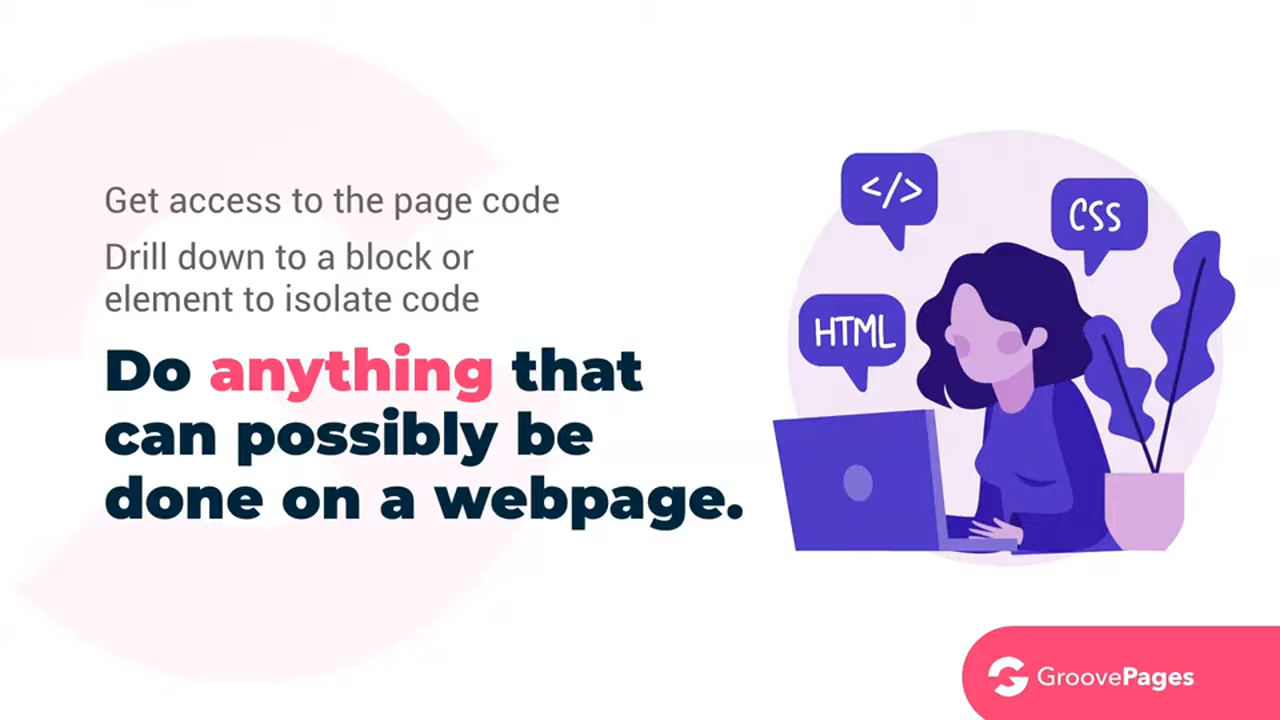 Get access to the page code
Drill down to a block or
element to isolate code
Do anything that
can possibly be
done on a webpage.
</>
CSS
HTML
GroovePages